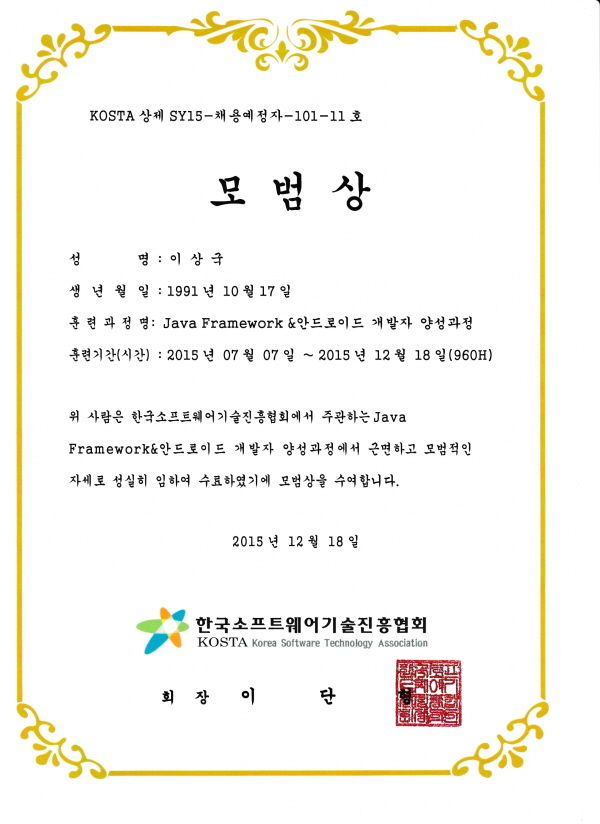 KOSTA 상제 SY15-채용예정자-101-11 호
모 범 상
성 명 : 이 상 국
생 년 월 일 : 1991 년 10 월 17 일
훈 련 과 정 명: Java Framework &안드로이드 개발자 양성과정
훈련기간(시간) : 2015 년 07 월 07 일 ~ 2015 년 12 월 18 일(960H)
위 사람은 한국소프트웨어기술진흥협회에서 주관하는 Java
Framework&안드로이드 개발자 양성과정에서 근면하고 모범적인
자세로 성실히 임하여 수료하였기에 모범상을 수여합니다.
2015 년 12 월 18 일
한국소프트웨어기술진흥협회
KOSTA Korea Software Technology Association
회 장 이 단 형